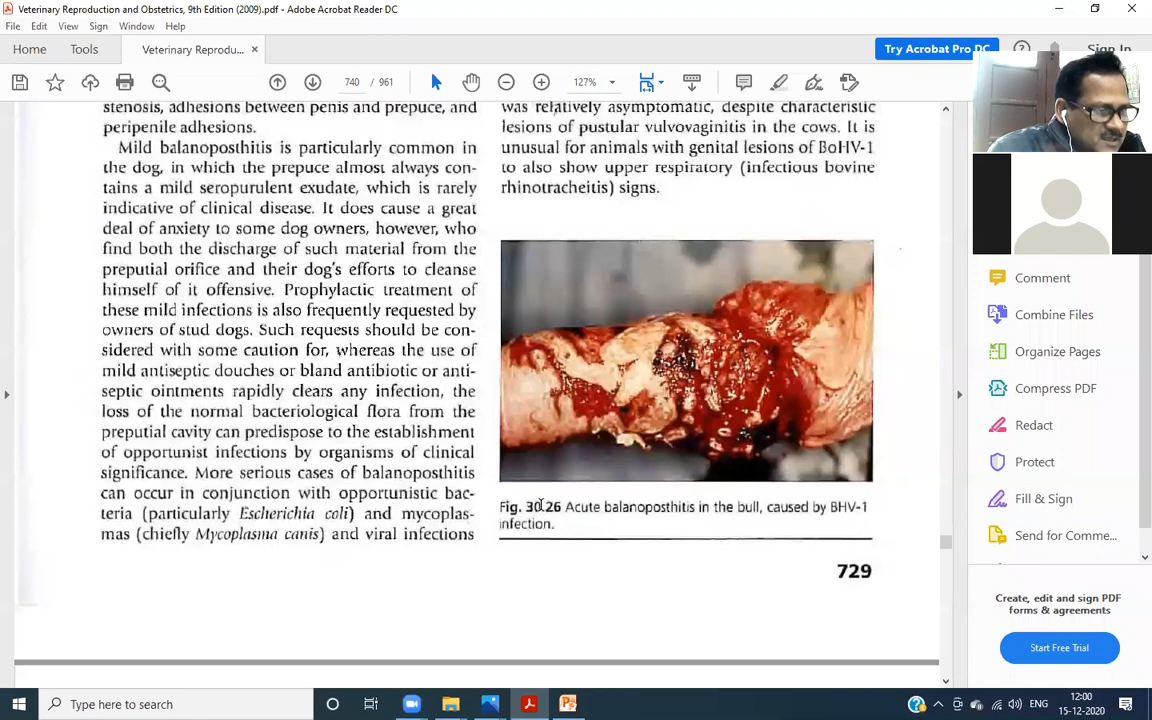 Veterinary Reproduction and Obstetrics, 9th Edition (2009).pdf - Adobe Acrobat Reader DC
File Edit View Sign Window Help
Home Tools Veterinary Reprodu... × Try Acrobat Pro DC Sign In
740 / 961 127%
stenosis, adhesions between penis and prepuce, and
peripenile adhesions.
Mild balanoposthitis is particularly common in
the dog, in which the prepuce almost always con-
tains a mild seropurulent exudate, which is rarely
indicative of clinical disease. It does cause a great
deal of anxiety to some dog owners, however, who
find both the discharge of such material from the
preputial orifice and their dog's efforts to cleanse
himself of it offensive. Prophylactic treatment of
these mild infections is also frequently requested by
owners of stud dogs. Such requests should be con-
sidered with some caution for, whereas the use of
mild antiseptic douches or bland antibiotic or anti-
septic ointments rapidly clears any infection, the
loss of the normal bacteriological flora from the
preputial cavity can predispose to the establishment
of opportunist infections by organisms of clinical
significance. More serious cases of balanoposthitis
can occur in conjunction with opportunistic bac-
teria (particularly Escherichia coli) and mycoplas-
mas (chiefly Mycoplasma canis) and viral infections
was relatively asymptomatic, despite characteristic
lesions of pustular vulvovaginitis in the cows. It is
unusual for animals with genital lesions of BoHV-1
to also show upper respiratory (infectious bovine
rhinotracheitis) signs.
Fig. 30.26 Acute balanoposthitis in the bull, caused by BHV-1
infection.
729
Comment
Combine Files
Organize Pages
Compress PDF
Redact
Protect
Fill & Sign
Send for Comme...
Create, edit and sign PDF
forms & agreements
Start Free Trial
Type here to search
ENG
12:00
15-12-2020